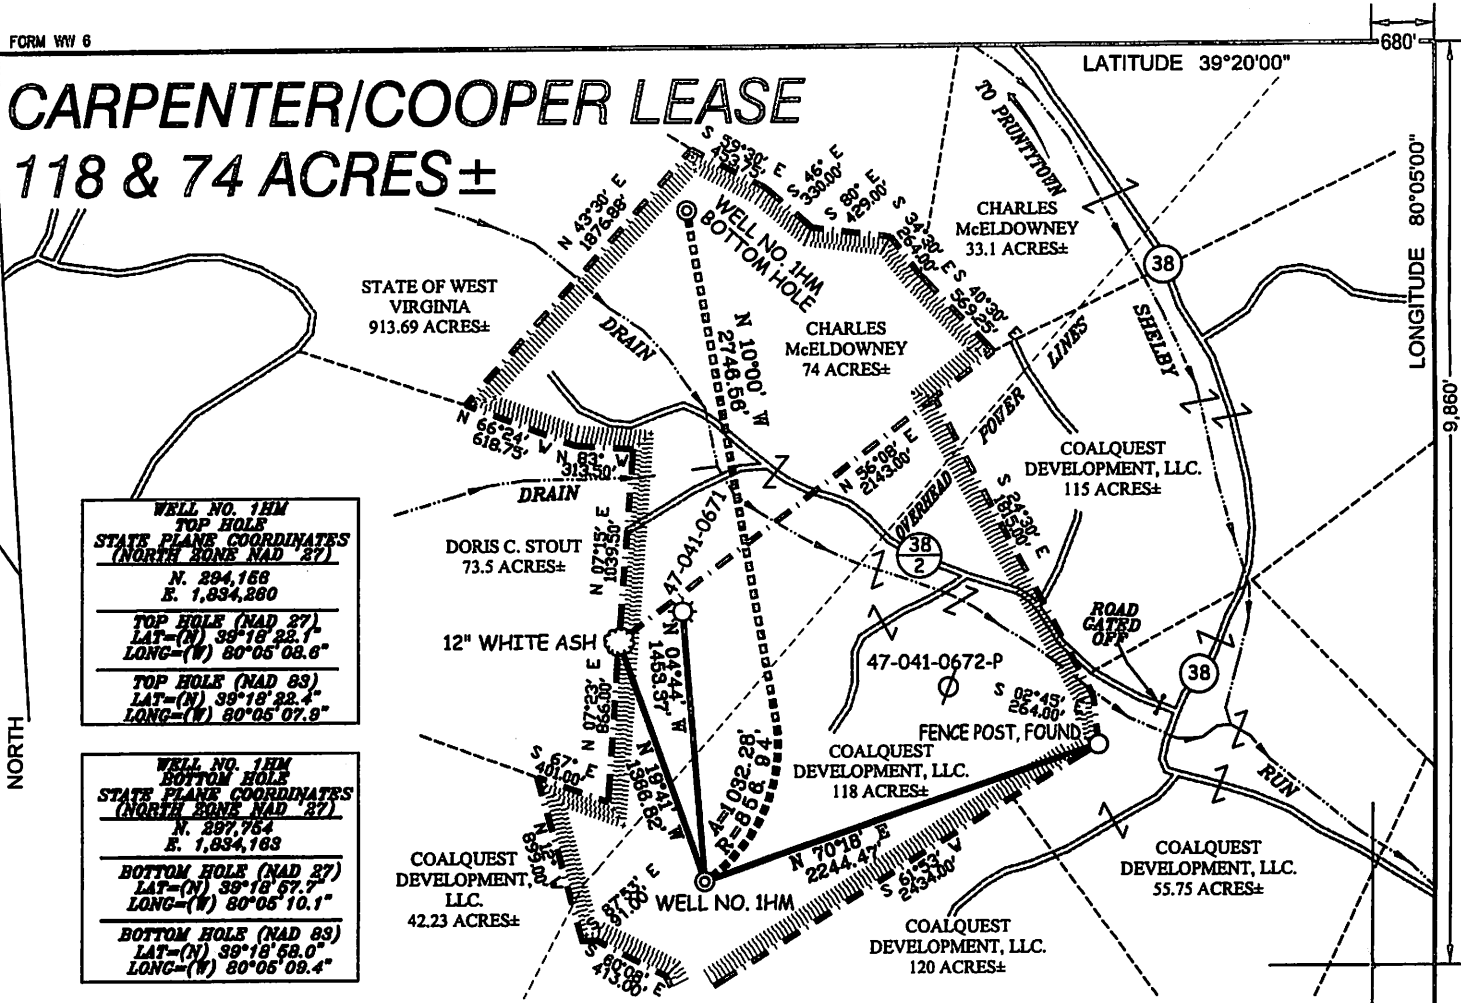 FORM WW 6
680'
LATITUDE 39°20'00"
CARPENTER/COOPER LEASE
118 & 74 ACRES±
LONGITUDE 80°05'00"
9,860'
NORTH
TO PRUNTYTOWN
S 59°30' E
453.75'
S 46° E
330.00'
S 80° E
429.00'
S 34°30' E
264.00'
S 40°30' E
569.25'
N 43°30' E
1876.88'
WELL NO. 1HM
BOTTOM HOLE
CHARLES
McELDOWNEY
33.1 ACRES±
38
STATE OF WEST
VIRGINIA
913.69 ACRES±
DRAIN
N 10°00' W
2746.56'
CHARLES
McELDOWNEY
74 ACRES±
OVERHEAD
POWER
LINES
SHELBY
RUN
N 66°24' W
618.75'
N 83° W
313.50'
DRAIN
N 56°08' E
2143.00'
COALQUEST
DEVELOPMENT, LLC.
115 ACRES±
S 24°30' E
1815.00'
WELL NO. 1HM
TOP HOLE
STATE PLANE COORDINATES
(NORTH ZONE NAD '27)
N. 294,156
E. 1,834,260
TOP HOLE (NAD 27)
LAT=(N) 39°18'22.1"
LONG=(W) 80°05'08.6"
TOP HOLE (NAD 83)
LAT=(N) 39°18'22.4"
LONG=(W) 80°05'07.9"
DORIS C. STOUT
73.5 ACRES±
N 07°15' E
1039.50'
47-041-0671
38
2
ROAD
GATED
OFF
12" WHITE ASH
N 04°44' W
1453.37'
47-041-0672-P
38
S 02°45' E
264.00'
N 07°23' E
866.00'
FENCE POST, FOUND
N 19°41' W
1366.82'
A=1032.28'
R=856.94'
COALQUEST
DEVELOPMENT, LLC.
118 ACRES±
S 67° E
401.00'
WELL NO. 1HM
BOTTOM HOLE
STATE PLANE COORDINATES
(NORTH ZONE NAD '27)
N. 297,754
E. 1,834,163
BOTTOM HOLE (NAD 27)
LAT=(N) 39°18'57.7"
LONG=(W) 80°05'10.1"
BOTTOM HOLE (NAD 83)
LAT=(N) 39°18'58.0"
LONG=(W) 80°05'09.4"
899.00'
COALQUEST
DEVELOPMENT,
LLC.
42.23 ACRES±
S 87°53' E
91.00'
WELL NO. 1HM
N 70°18' E
2244.47'
S 61°53' W
2434.00'
COALQUEST
DEVELOPMENT, LLC.
55.75 ACRES±
S 60°08' E
413.00'
COALQUEST
DEVELOPMENT, LLC.
120 ACRES±